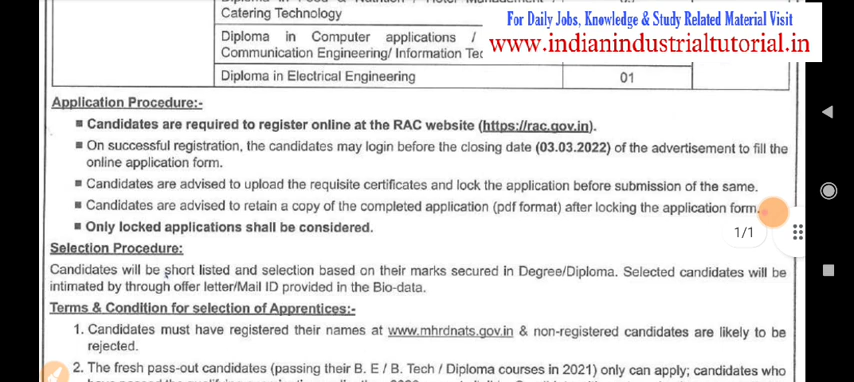 For Daily Jobs, Knowledge & Study Related Material Visit
www.indianindustrialtutorial.in
Catering Technology
Diploma in Computer applications /
Communication Engineering/ Information Tec
Diploma in Electrical Engineering 01
Application Procedure:-
■ Candidates are required to register online at the RAC website (https://rac.gov.in).
■ On successful registration, the candidates may login before the closing date (03.03.2022) of the advertisement to fill the
online application form.
■ Candidates are advised to upload the requisite certificates and lock the application before submission of the same.
■ Candidates are advised to retain a copy of the completed application (pdf format) after locking the application form.
■ Only locked applications shall be considered.
1/1
Selection Procedure:
Candidates will be short listed and selection based on their marks secured in Degree/Diploma. Selected candidates will be
intimated by through offer letter/Mail ID provided in the Bio-data.
Terms & Condition for selection of Apprentices:-
1. Candidates must have registered their names at www.mhrdnats.gov.in & non-registered candidates are likely to be
rejected.
2. The fresh pass-out candidates (passing their B. E / B. Tech / Diploma courses in 2021) only can apply; candidates who